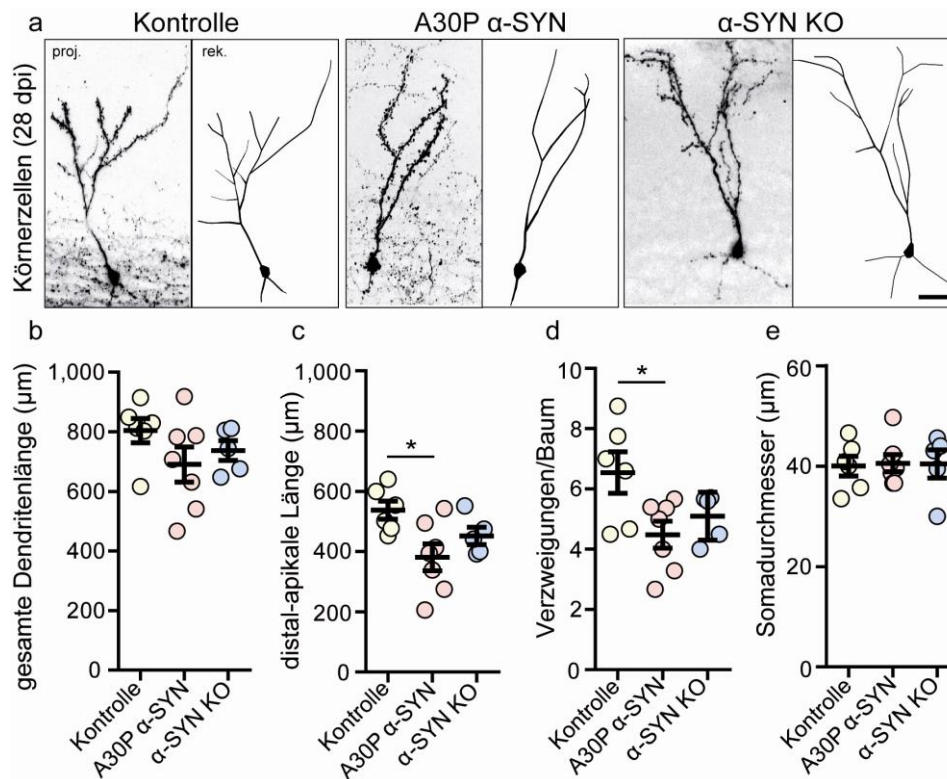 a
Kontrolle
A30P α-SYN
α-SYN KO
Körnerzellen (28 dpi)
proj.
rek.
b
gesamte Dendritenlänge (µm)
1,000
800
600
400
200
0
Kontrolle
A30P α-SYN
α-SYN KO
c
distal-apikale Länge (µm)
1,000
800
600
400
200
0
*
Kontrolle
A30P α-SYN
α-SYN KO
d
Verzweigungen/Baum
10
8
6
4
2
0
*
Kontrolle
A30P α-SYN
α-SYN KO
e
Somadurchmesser (µm)
60
40
20
0
Kontrolle
A30P α-SYN
α-SYN KO